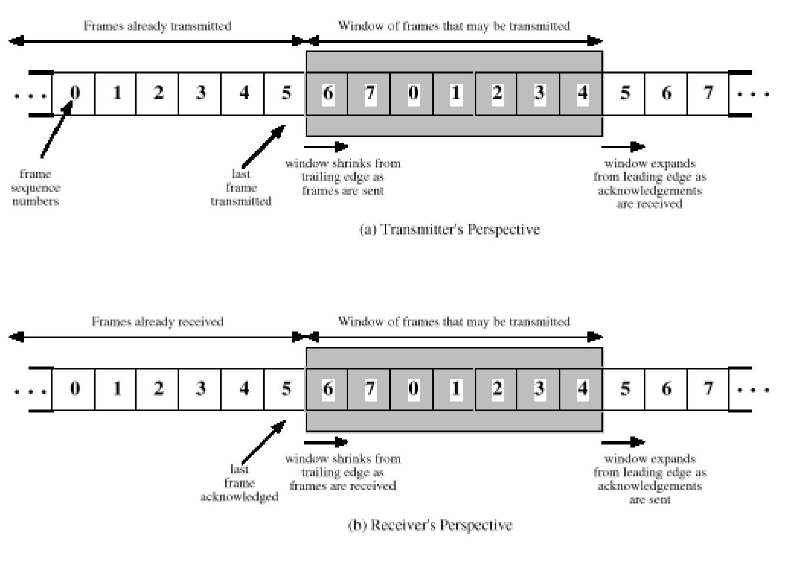 Frames already transmitted
Window of frames that may be transmitted
... 0 1 2 3 4 5 6 7 0 1 2 3 4 5 6 7 ...
frame
sequence
numbers
last
frame
transmitted
window shrinks from
trailing edge as
frames are sent
window expands
from leading edge as
acknowledgements
are received
(a) Transmitter's Perspective
Frames already received
Window of frames that may be transmitted
... 0 1 2 3 4 5 6 7 0 1 2 3 4 5 6 7 ...
last
frame
acknowledged
window shrinks from
trailing edge as
frames are received
window expands
from leading edge as
acknowledgements
are sent
(b) Receiver's Perspective